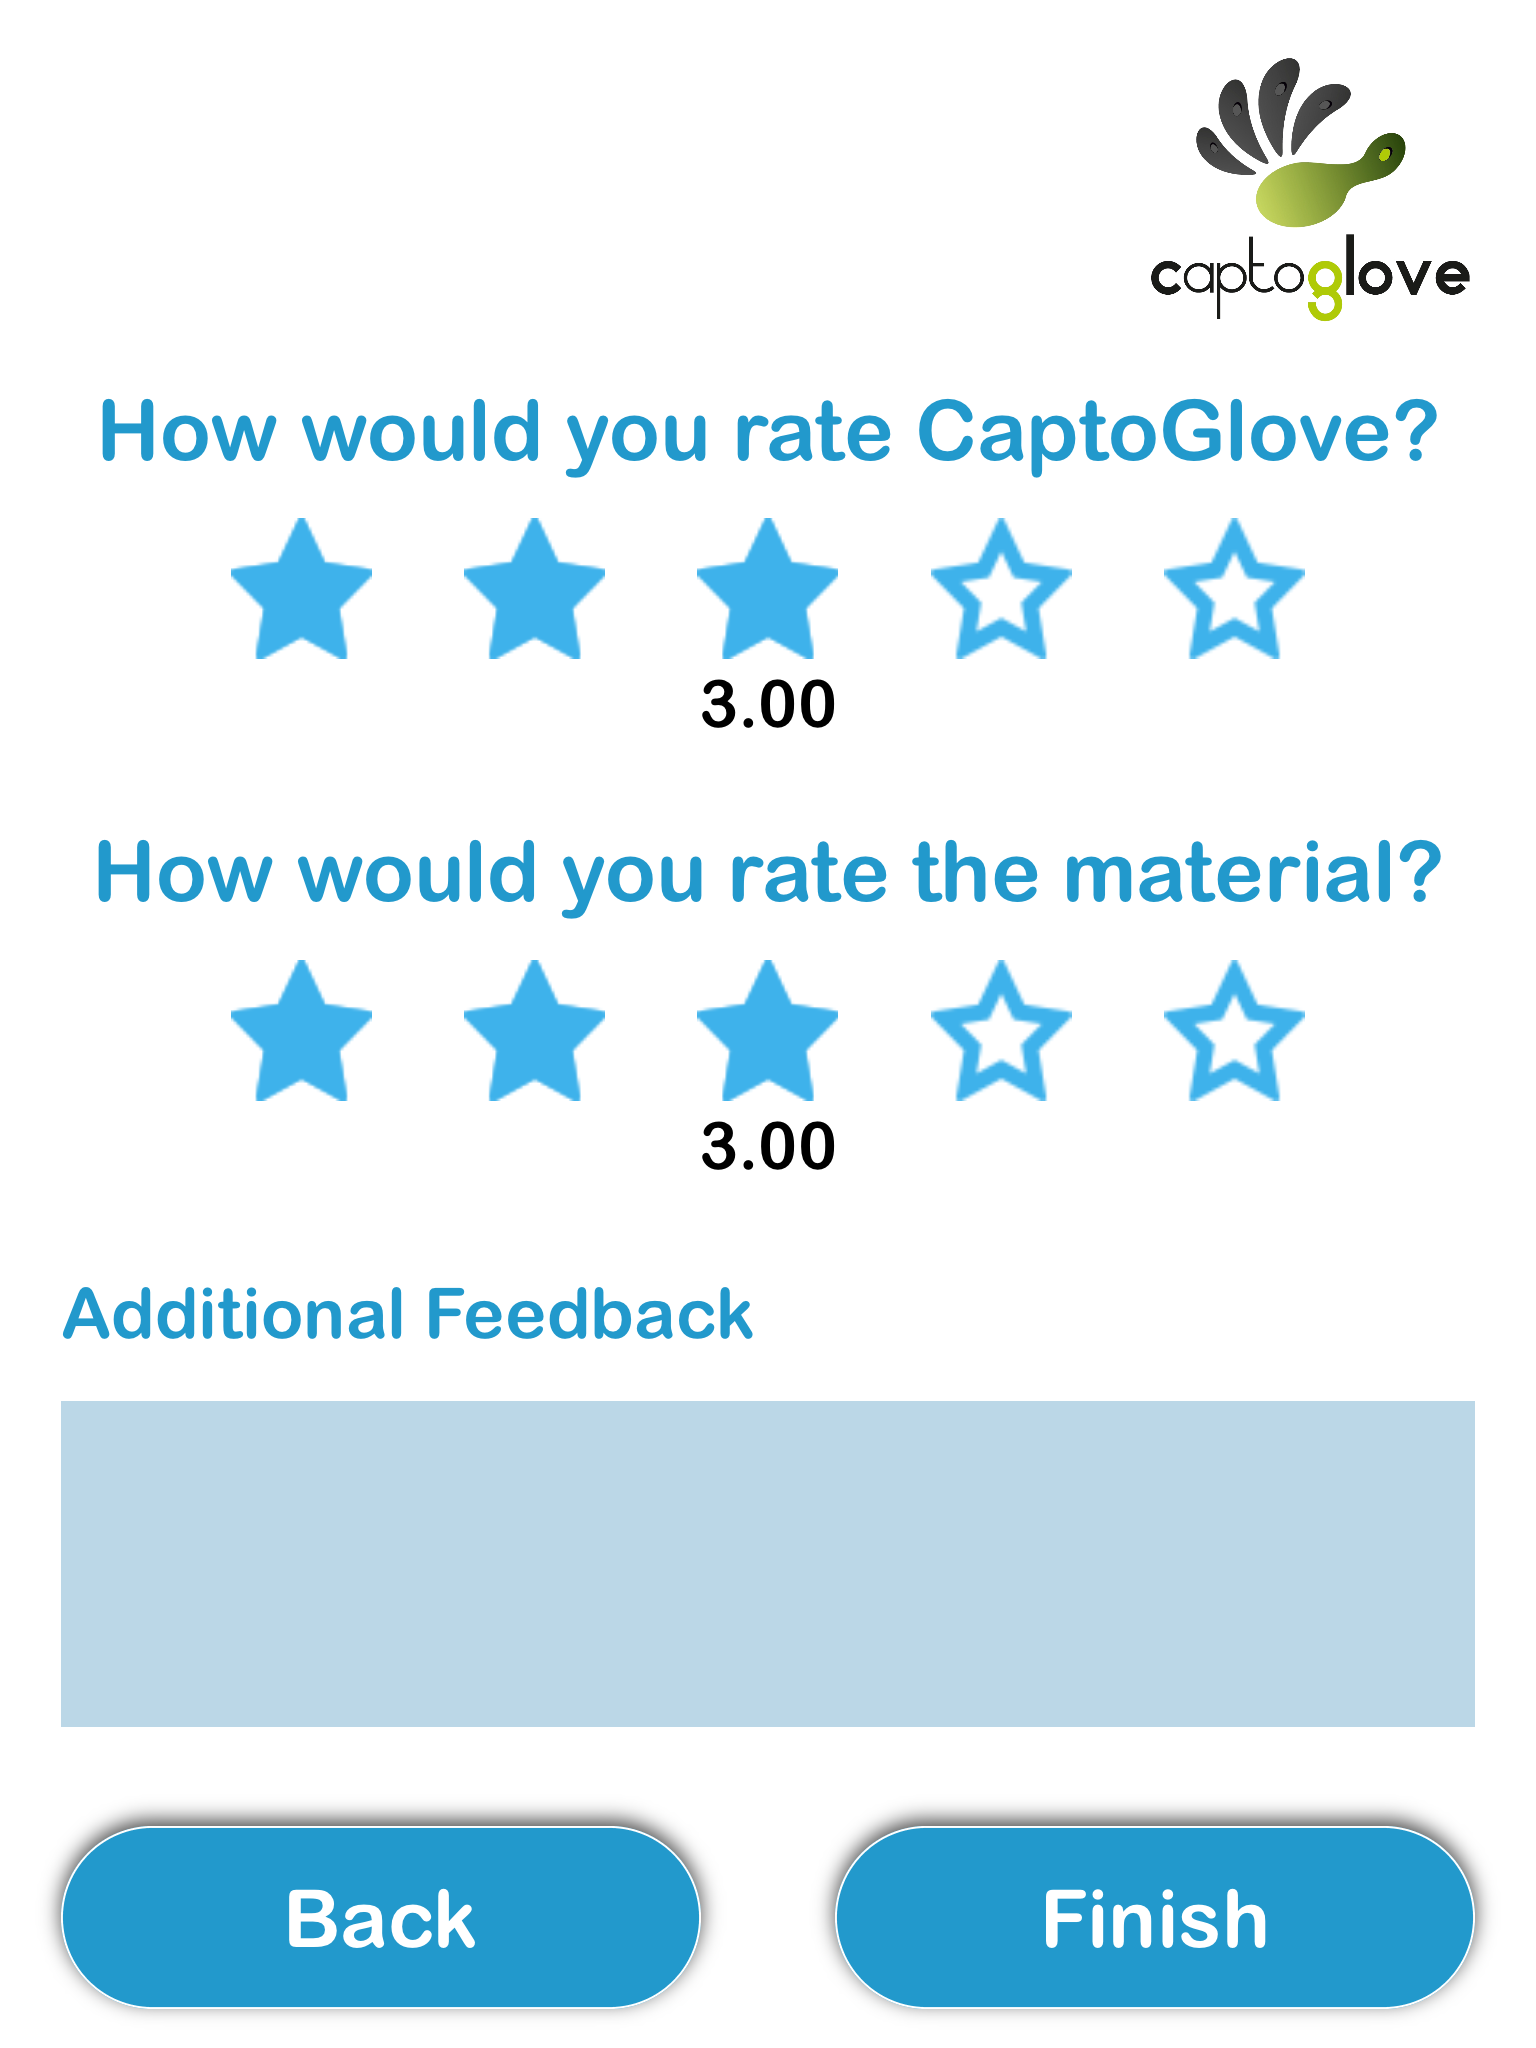 captoglove
How would you rate CaptoGlove?
3.00
How would you rate the material?
3.00
Additional Feedback
Back
Finish